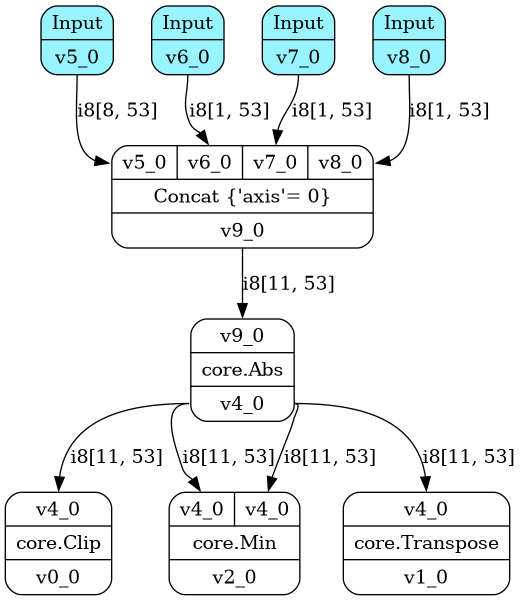 Input Input Input Input
v5_0 v6_0 v7_0 v8_0
i8[8, 53] i8[1, 53] i8[1, 53] i8[1, 53]
v5_0 v6_0 v7_0 v8_0
Concat {'axis'= 0}
v9_0
i8[11, 53]
v9_0
core.Abs
v4_0
i8[11, 53] i8[11, 53] i8[11, 53] i8[11, 53]
v4_0 v4_0 v4_0 v4_0
core.Clip core.Min core.Transpose
v0_0 v2_0 v1_0